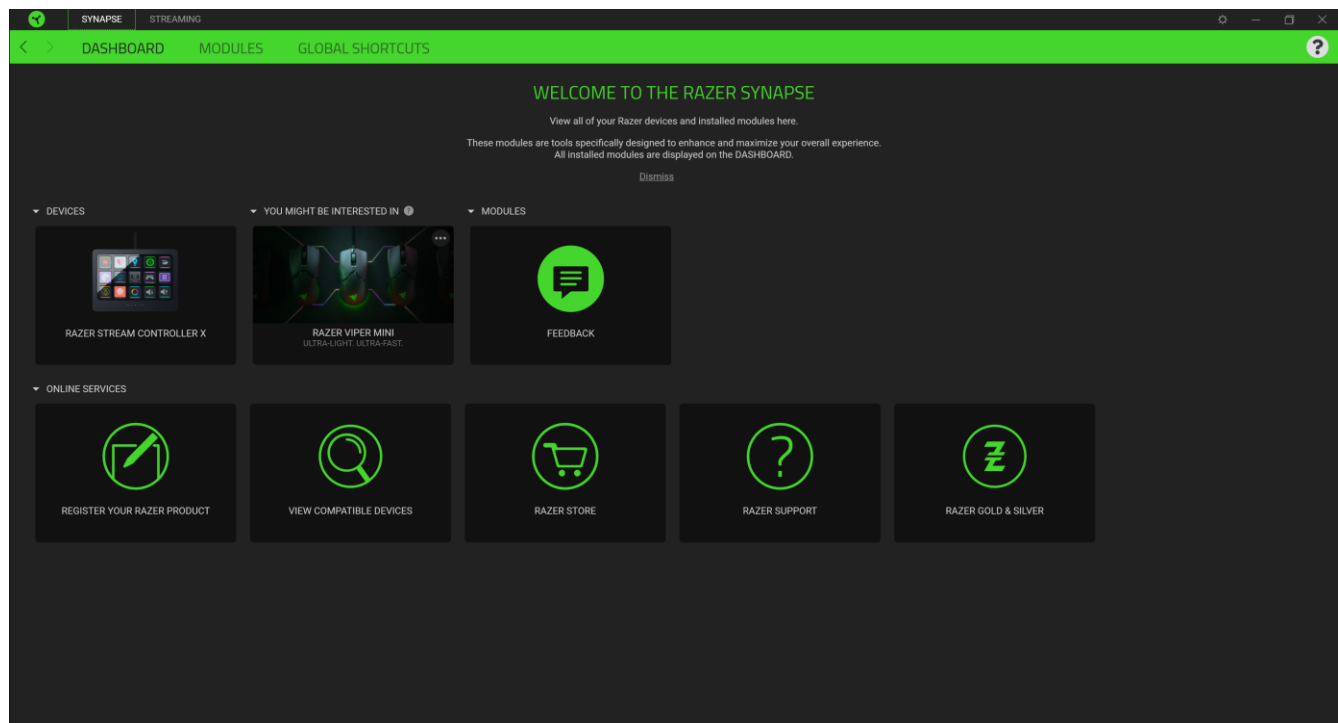 SYNAPSE
STREAMING
DASHBOARD
MODULES
GLOBAL SHORTCUTS
?
WELCOME TO THE RAZER SYNAPSE
View all of your Razer devices and installed modules here.
These modules are tools specifically designed to enhance and maximize your overall experience.
All installed modules are displayed on the DASHBOARD.
Dismiss
DEVICES
YOU MIGHT BE INTERESTED IN ?
MODULES
RAZER STREAM CONTROLLER X
RAZER VIPER MINI
ULTRA-LIGHT. ULTRA-FAST.
FEEDBACK
ONLINE SERVICES
REGISTER YOUR RAZER PRODUCT
VIEW COMPATIBLE DEVICES
RAZER STORE
RAZER SUPPORT
RAZER GOLD & SILVER